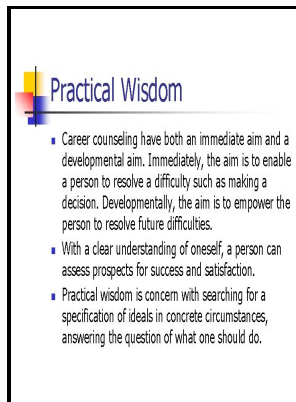 Practical Wisdom
Career counseling have both an immediate aim and a
developmental aim. Immediately, the aim is to enable
a person to resolve a difficulty such as making a
decision. Developmentally, the aim is to empower the
person to resolve future difficulties.
With a clear understanding of oneself, a person can
assess prospects for success and satisfaction.
Practical wisdom is concern with searching for a
specification of ideals in concrete circumstances,
answering the question of what one should do.